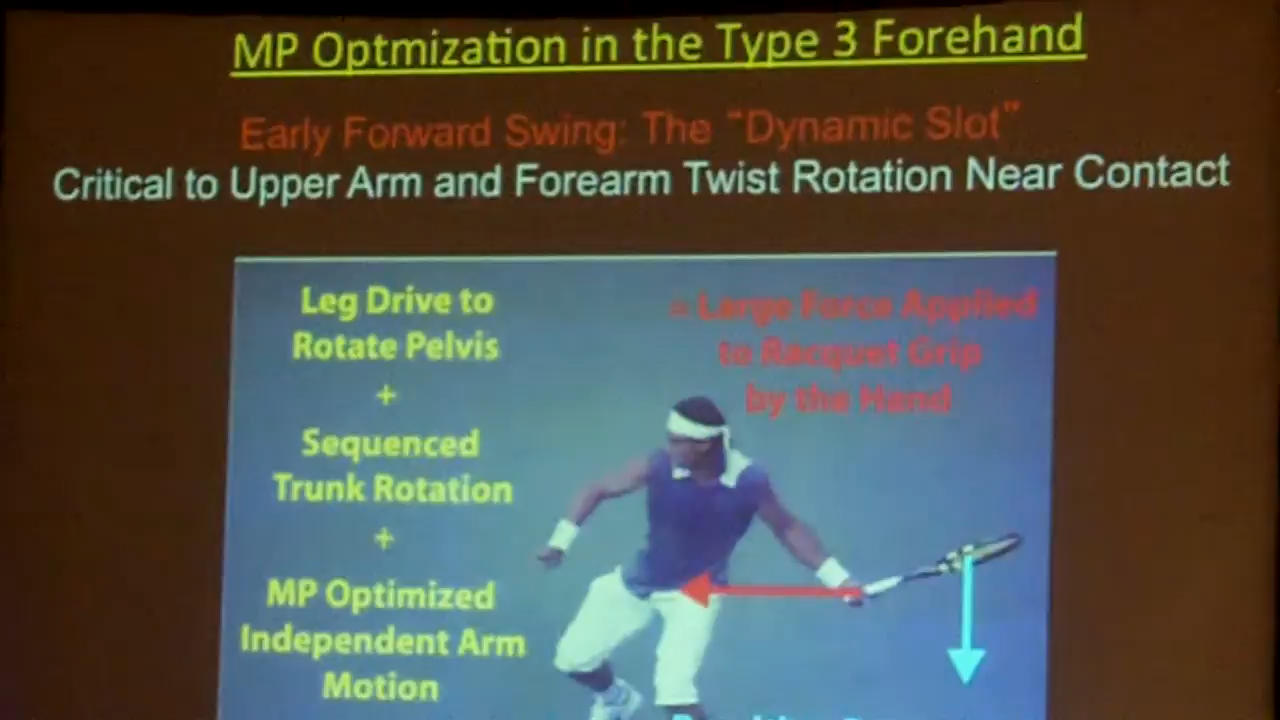 MP Optmization in the Type 3 Forehand
Early Forward Swing: The “Dynamic Slot”
Critical to Upper Arm and Forearm Twist Rotation Near Contact
Leg Drive to
Rotate Pelvis
+
Sequenced
Trunk Rotation
+
MP Optimized
Independent Arm
Motion
= Large Force Applied
to Racquet Grip
by the Hand